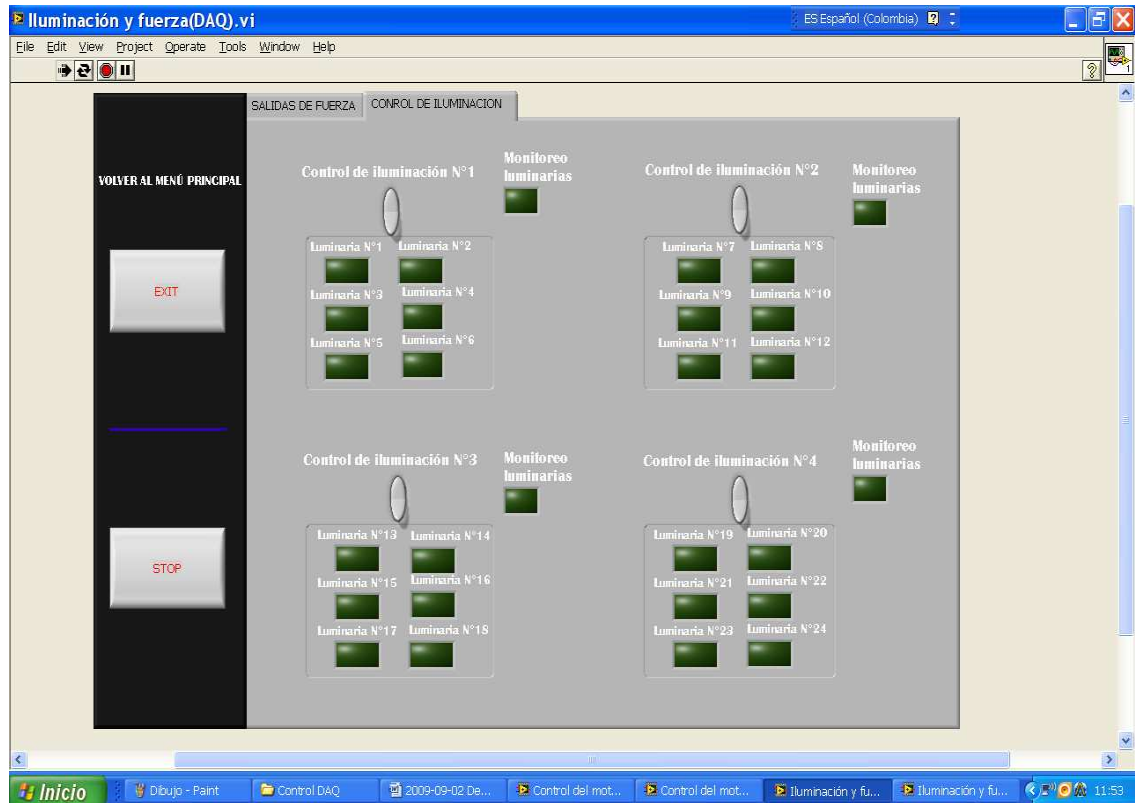 Iluminación y fuerza(DAQ).vi
ES Español (Colombia)
File Edit View Project Operate Tools Window Help
1
SALIDAS DE FUERZA CONROL DE ILUMINACION
VOLVER AL MENÚ PRINCIPAL
EXIT
STOP
Control de iluminación N°1
Monitoreo
luminarias
Luminaria N°1 Luminaria N°2
Luminaria N°3 Luminaria N°4
Luminaria N°5 Luminaria N°6
Control de iluminación N°2
Monitoreo
luminarias
Luminaria N°7 Luminaria N°8
Luminaria N°9 Luminaria N°10
Luminaria N°11 Luminaria N°12
Control de iluminación N°3
Monitoreo
luminarias
Luminaria N°13 Luminaria N°14
Luminaria N°15 Luminaria N°16
Luminaria N°17 Luminaria N°18
Control de iluminación N°4
Monitoreo
luminarias
Luminaria N°19 Luminaria N°20
Luminaria N°21 Luminaria N°22
Luminaria N°23 Luminaria N°24
Inicio Dibujo - Paint Control DAQ 2009-09-02 De... Control del mot... Control del mot... Iluminación y fu... Iluminación y fu... 11:53